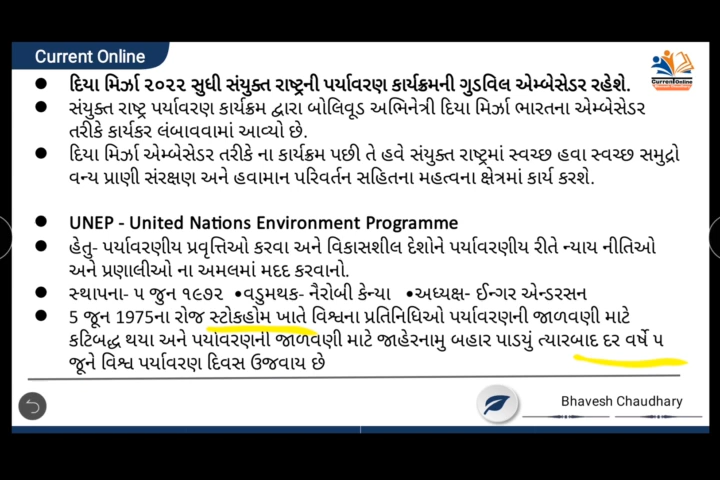 Current Online
CurrentOnline
Bhavesh Chaudhary
દિયા મિર્ઝા ૨૦૨૨ સુધી સંયુક્ત રાષ્ટ્રની પર્યાવરણ કાર્યક્રમની ગુડવિલ એમ્બેસેડર રહેશે.
સંયુક્ત રાષ્ટ્ર પર્યાવરણ કાર્યક્રમ દ્વારા બોલિવૂડ અભિનેત્રી દિયા મિર્ઝા ભારતના એમ્બેસેડર
તરીકે કાર્યકર લંબાવવામાં આવ્યો છે.
દિયા મિર્ઝા એમ્બેસેડર તરીકે ના કાર્યક્રમ પછી તે હવે સંયુક્ત રાષ્ટ્રમાં સ્વચ્છ હવા સ્વચ્છ સમુદ્રો
વન્ય પ્રાણી સંરક્ષણ અને હવામાન પરિવર્તન સહિતના મહત્વના ક્ષેત્રમાં કાર્ય કરશે.
UNEP - United Nations Environment Programme
હેતુ- પર્યાવરણીય પ્રવૃત્તિઓ કરવા અને વિકાસશીલ દેશોને પર્યાવરણીય રીતે ન્યાય નીતિઓ
અને પ્રણાલીઓ ના અમલમાં મદદ કરવાનો.
સ્થાપના- ૫ જુન ૧૯૭૨ •વડુમથક- નૈરોબી કેન્યા •અધ્યક્ષ- ઈન્ગર એન્ડરસન
5 જૂન 1975ના રોજ સ્ટોકહોમ ખાતે વિશ્વના પ્રતિનિધિઓ પર્યાવરણની જાળવણી માટે
કટિબદ્ધ થયા અને પર્યાવરણની જાળવણી માટે જાહેરનામુ બહાર પાડયું ત્યારબાદ દર વર્ષે ૫
જૂને વિશ્વ પર્યાવરણ દિવસ ઉજવાય છે
Bhavesh Chaudhary